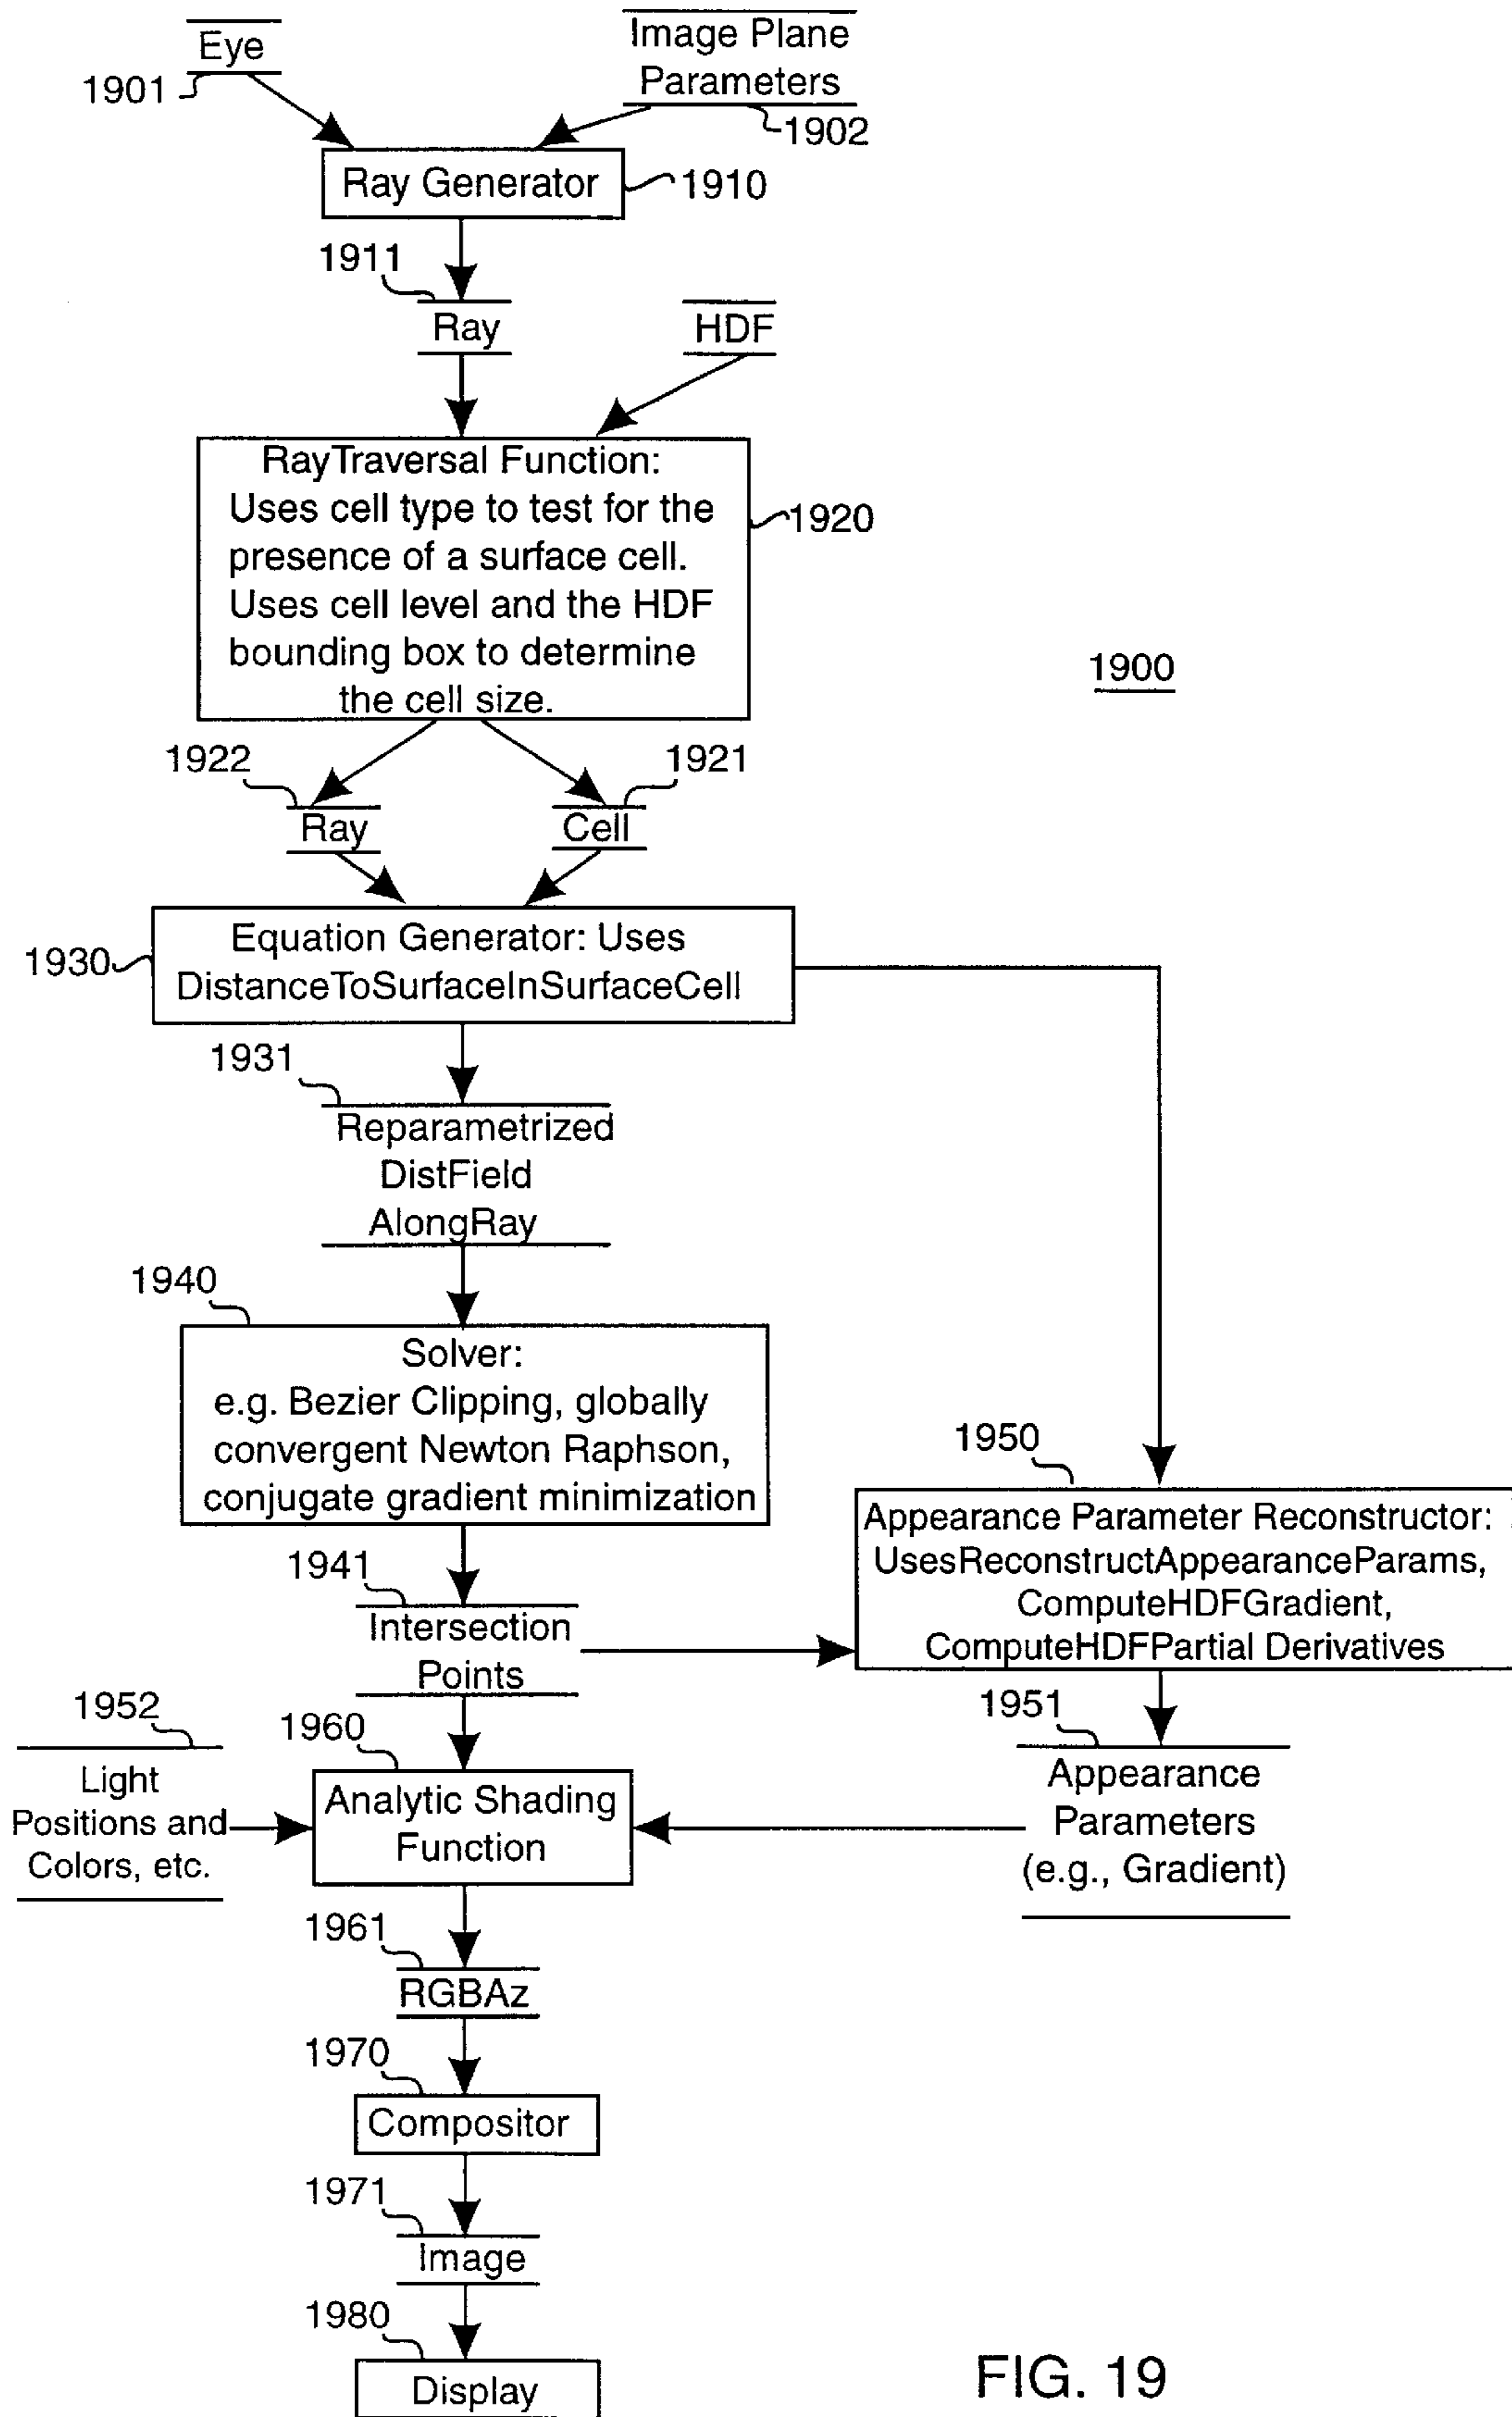 Eye
1901
Image Plane
Parameters
1902
Ray Generator
1910
1911
Ray
HDF
RayTraversal Function:
Uses cell type to test for the
presence of a surface cell.
Uses cell level and the HDF
bounding box to determine
the cell size.
1920
1900
1922
Ray
1921
Cell
1930
Equation Generator: Uses
DistanceToSurfaceInSurfaceCell
1931
Reparametrized
DistField
AlongRay
1940
Solver:
e.g. Bezier Clipping, globally
convergent Newton Raphson,
conjugate gradient minimization
1950
Appearance Parameter Reconstructor:
UsesReconstructAppearanceParams,
ComputeHDFGradient,
ComputeHDFPartial Derivatives
1941
Intersection
Points
1952
Light
Positions and
Colors, etc.
1960
Analytic Shading
Function
1951
Appearance
Parameters
(e.g., Gradient)
1961
RGBAz
1970
Compositor
1971
Image
1980
Display
FIG. 19